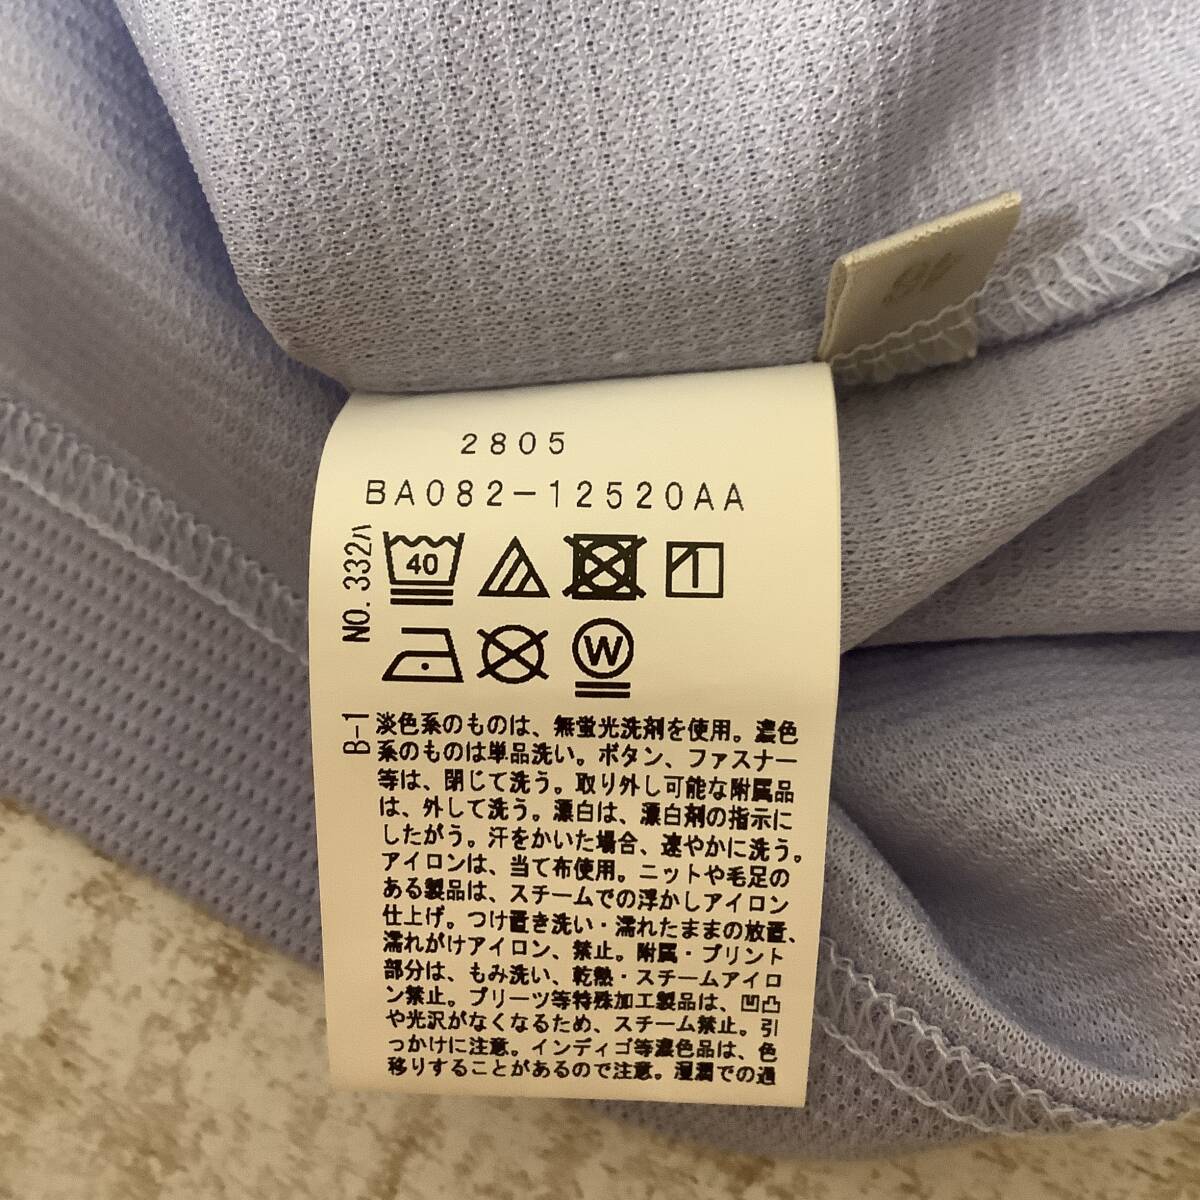 2805
BA082-12520AA
NO.332ハ
40
W
B-1
淡色系のものは、無蛍光洗剤を使用。濃色
系のものは単品洗い。ボタン、ファスナー
等は、閉じて洗う。取り外し可能な附属品
は、外して洗う。漂白は、漂白剤の指示に
したがう。汗をかいた場合、速やかに洗う。
アイロンは、当て布使用。ニットや毛足の
ある製品は、スチームでの浮かしアイロン
仕上げ。つけ置き洗い・濡れたままの放置、
濡れがけアイロン、禁止。附属・プリント
部分は、もみ洗い、乾熱・スチームアイロ
ン禁止。プリーツ等特殊加工製品は、凹凸
や光沢がなくなるため、スチーム禁止。引
っかけに注意。インディゴ等濃色品は、色
移りすることがあるので注意。湿潤での過